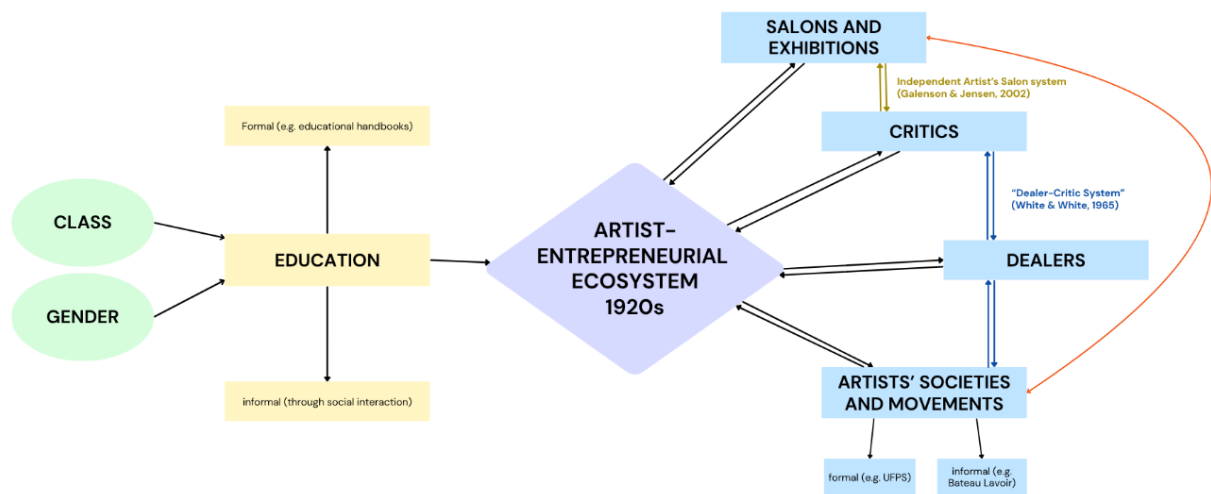 SALONS AND
EXHIBITIONS
Independent Artist's Salon system
(Galenson & Jensen, 2002)
Formal (e.g. educational handbooks)
CRITICS
CLASS
"Dealer-Critic System"
(White & White, 1965)
EDUCATION
ARTIST-
ENTREPRENEURIAL
ECOSYSTEM
1920s
DEALERS
GENDER
informal (through social interaction)
ARTISTS' SOCIETIES
AND MOVEMENTS
formal (e.g. UFPS)
informal (e.g.
Bateau Lavoir)